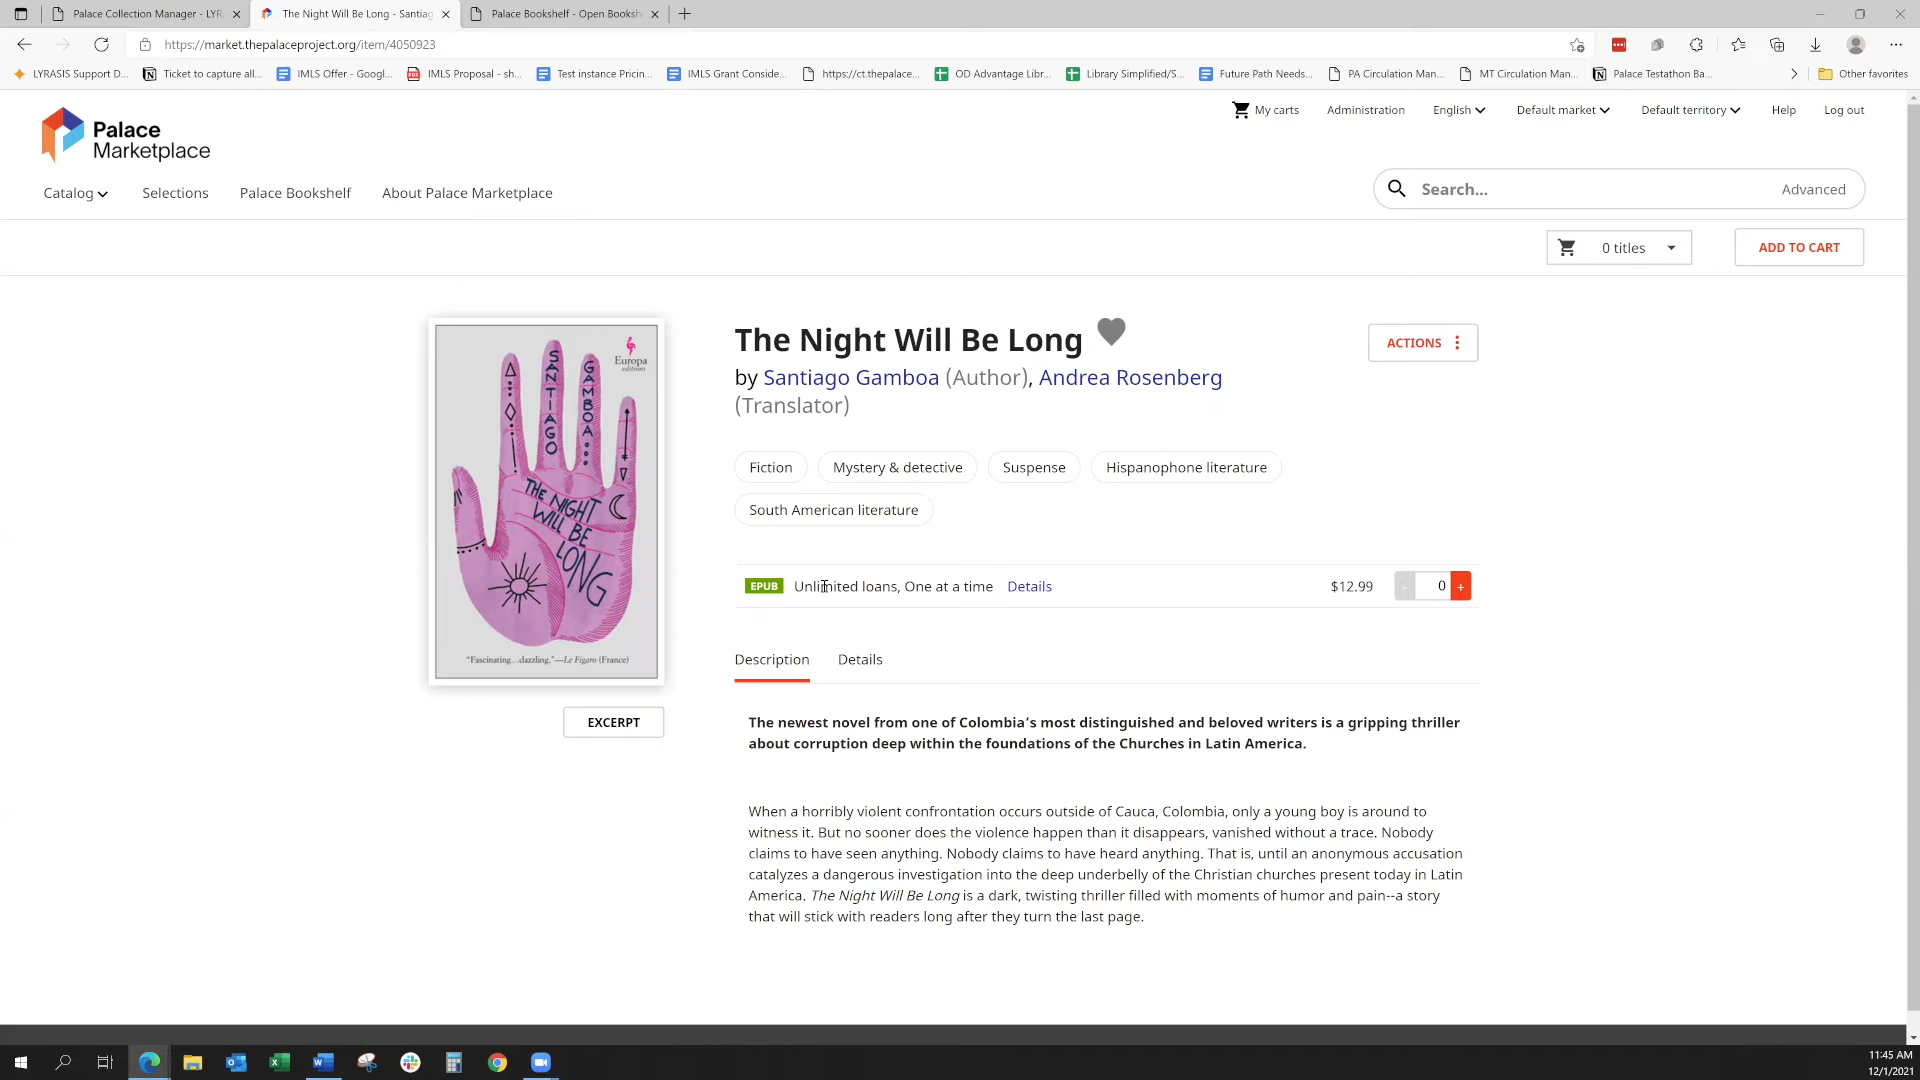 Palace Collection Manager - LYR
The Night Will Be Long - Santiag
Palace Bookshelf - Open Booksh
https://market.thepalaceproject.org/item/4050923
LYRASIS Support D...
Ticket to capture all...
IMLS Offer - Googl...
IMLS Proposal - sh...
Test instance Pricin...
IMLS Grant Conside...
https://ct.thepalace...
OD Advantage Libr...
Library Simplified/S...
Future Path Needs...
PA Circulation Man...
MT Circulation Man...
Palace Testathon Ba...
Other favorites
Palace
Marketplace
My carts
Administration
English
Default market
Default territory
Help
Log out
Catalog
Selections
Palace Bookshelf
About Palace Marketplace
Search...
Advanced
0 titles
ADD TO CART
SANTIAGO
GAMBOA
Europa
editions
THE NIGHT
WILL BE
LONG
"Fascinating...dazzling."—Le Figaro (France)
EXCERPT
The Night Will Be Long
ACTIONS
by Santiago Gamboa (Author), Andrea Rosenberg
(Translator)
Fiction
Mystery & detective
Suspense
Hispanophone literature
South American literature
EPUB Unlimited loans, One at a time Details $12.99 - 0 +
Description
Details
The newest novel from one of Colombia's most distinguished and beloved writers is a gripping thriller
about corruption deep within the foundations of the Churches in Latin America.
When a horribly violent confrontation occurs outside of Cauca, Colombia, only a young boy is around to
witness it. But no sooner does the violence happen than it disappears, vanished without a trace. Nobody
claims to have seen anything. Nobody claims to have heard anything. That is, until an anonymous accusation
catalyzes a dangerous investigation into the deep underbelly of the Christian churches present today in Latin
America. The Night Will Be Long is a dark, twisting thriller filled with moments of humor and pain--a story
that will stick with readers long after they turn the last page.
11:45 AM
12/1/2021